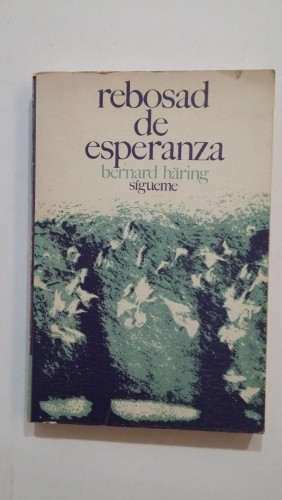 rebosad
de
esperanza
bernard häring
sígueme